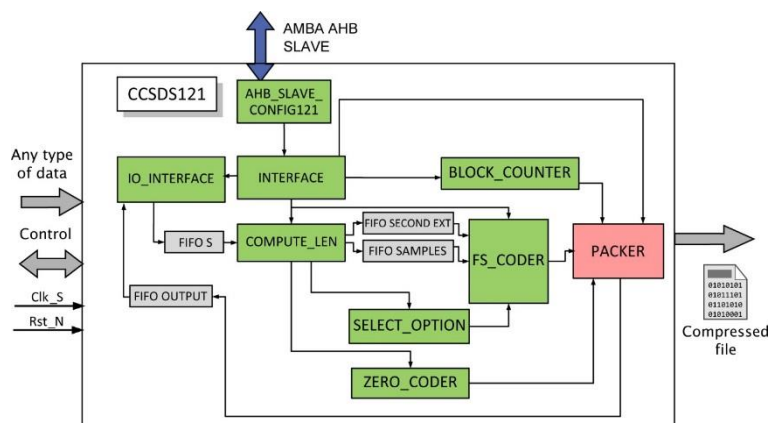 AMBA AHB
SLAVE
CCSDS121
AHB_SLAVE_
CONFIG121
Any type
of data
IO_INTERFACE
INTERFACE
BLOCK_COUNTER
Control
FIFO S
COMPUTE_LEN
FIFO SECOND EXT
FIFO SAMPLES
FS_CODER
PACKER
Clk_S
Rst_N
FIFO OUTPUT
SELECT_OPTION
ZERO_CODER
01010101
01011101
01101010
01010001
Compressed
file